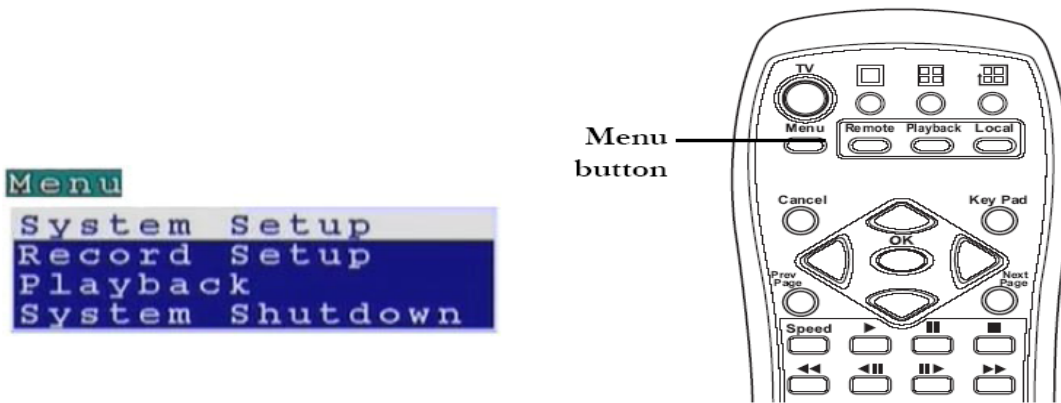 Menu
System Setup
Record Setup
Playback
System Shutdown
Menu
button
TV
Menu
Remote
Playback
Local
Cancel
Key Pad
OK
Prev
Page
Next
Page
Speed